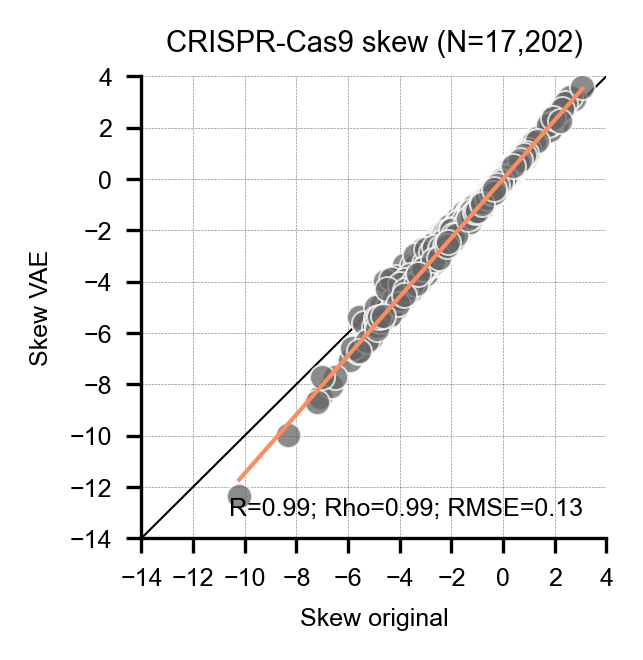 CRISPR-Cas9 skew (N=17,202)
4
2
0
−2
−4
−6
−8
−10
−12
−14
Skew VAE
R=0.99; Rho=0.99; RMSE=0.13
−14 −12 −10 −8 −6 −4 −2 0 2 4
Skew original